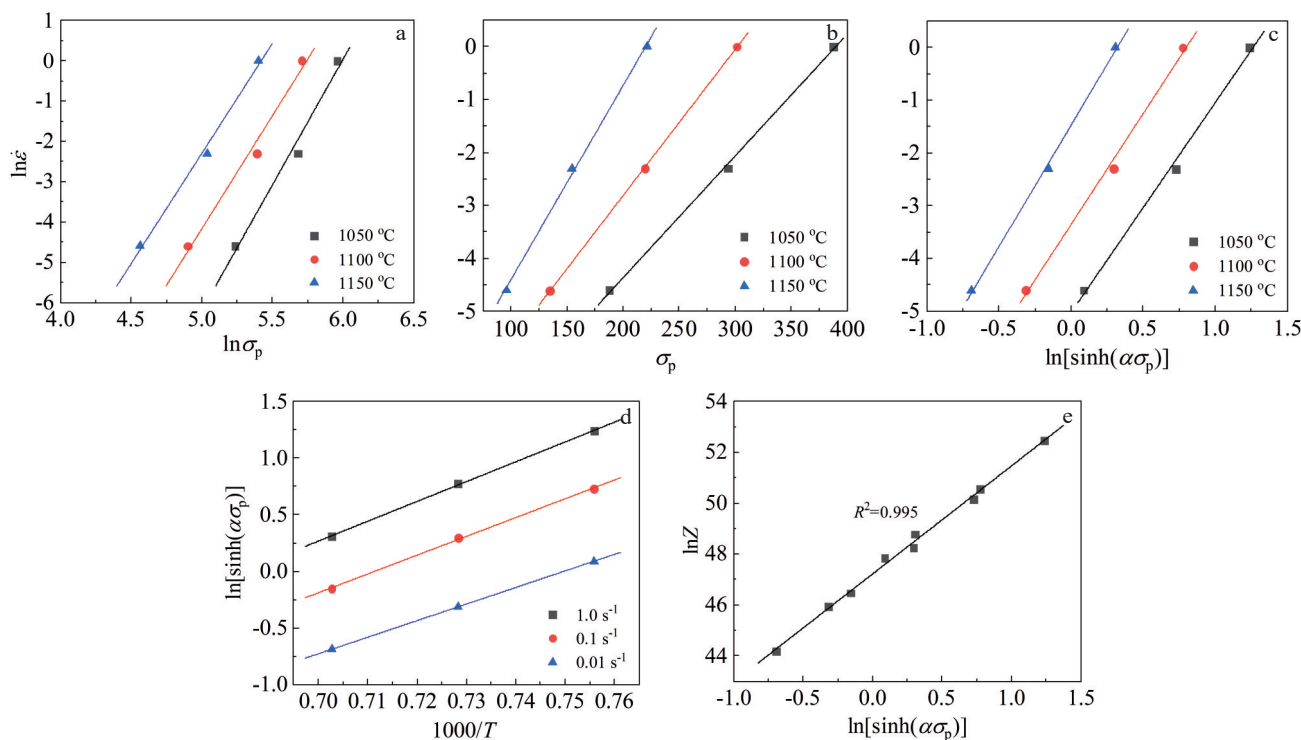 a
1
0
-1
-2
-3
-4
-5
-6
lnε̇
4.0 4.5 5.0 5.5 6.0 6.5
lnσp
1050 °C
1100 °C
1150 °C
b
0
-1
-2
-3
-4
-5
100 150 200 250 300 350 400
σp
1050 °C
1100 °C
1150 °C
c
0
-1
-2
-3
-4
-5
-1.0 -0.5 0.0 0.5 1.0 1.5
ln[sinh(ασp)]
1050 °C
1100 °C
1150 °C
d
1.5
1.0
0.5
0.0
-0.5
-1.0
ln[sinh(ασp)]
0.70 0.71 0.72 0.73 0.74 0.75 0.76
1000/T
1.0 s-1
0.1 s-1
0.01 s-1
e
54
52
50
48
46
44
lnZ
R2=0.995
-1.0 -0.5 0.0 0.5 1.0 1.5
ln[sinh(ασp)]